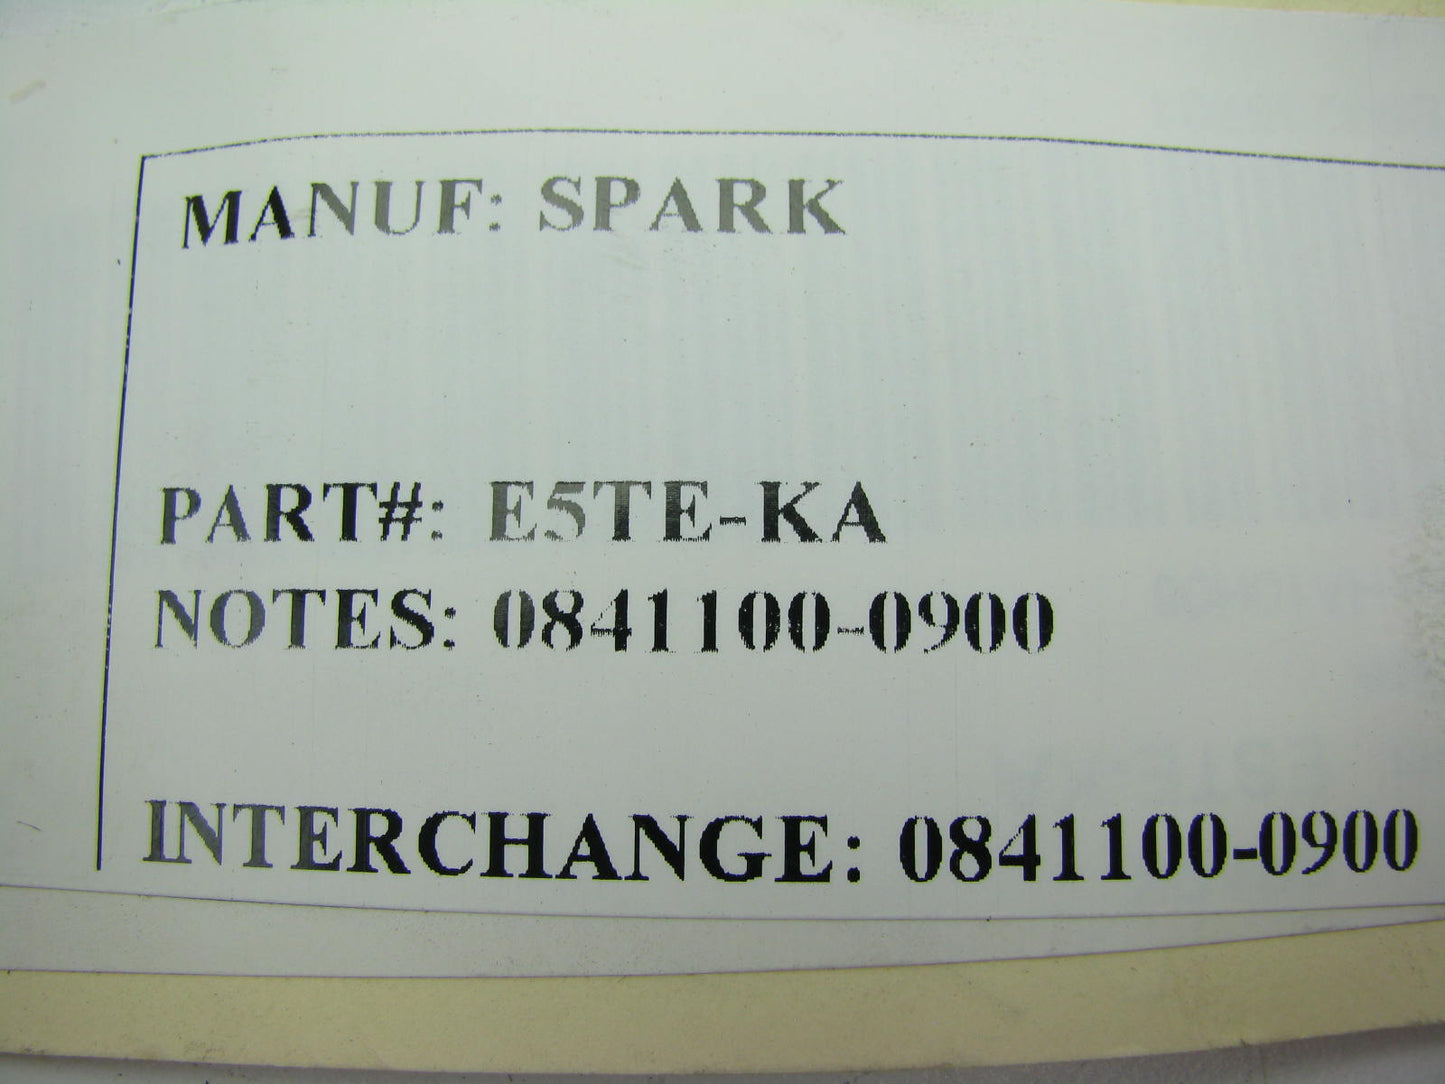 MANUF: SPARK
PART#: E5TE-KA
NOTES: 0841100-0900
INTERCHANGE: 0841100-0900